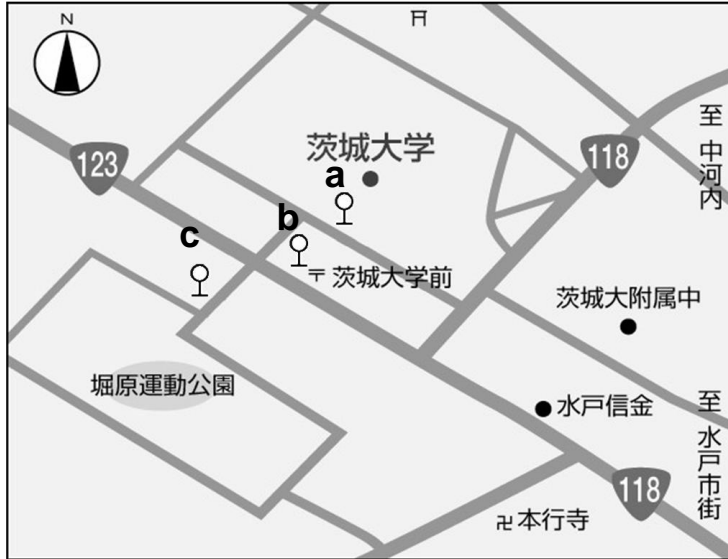 N
123
茨城大学
118
至 中河内
a
b
c
〒茨城大学前
茨城大附属中
堀原運動公園
水戸信金
至 水戸市街
118
卍本行寺